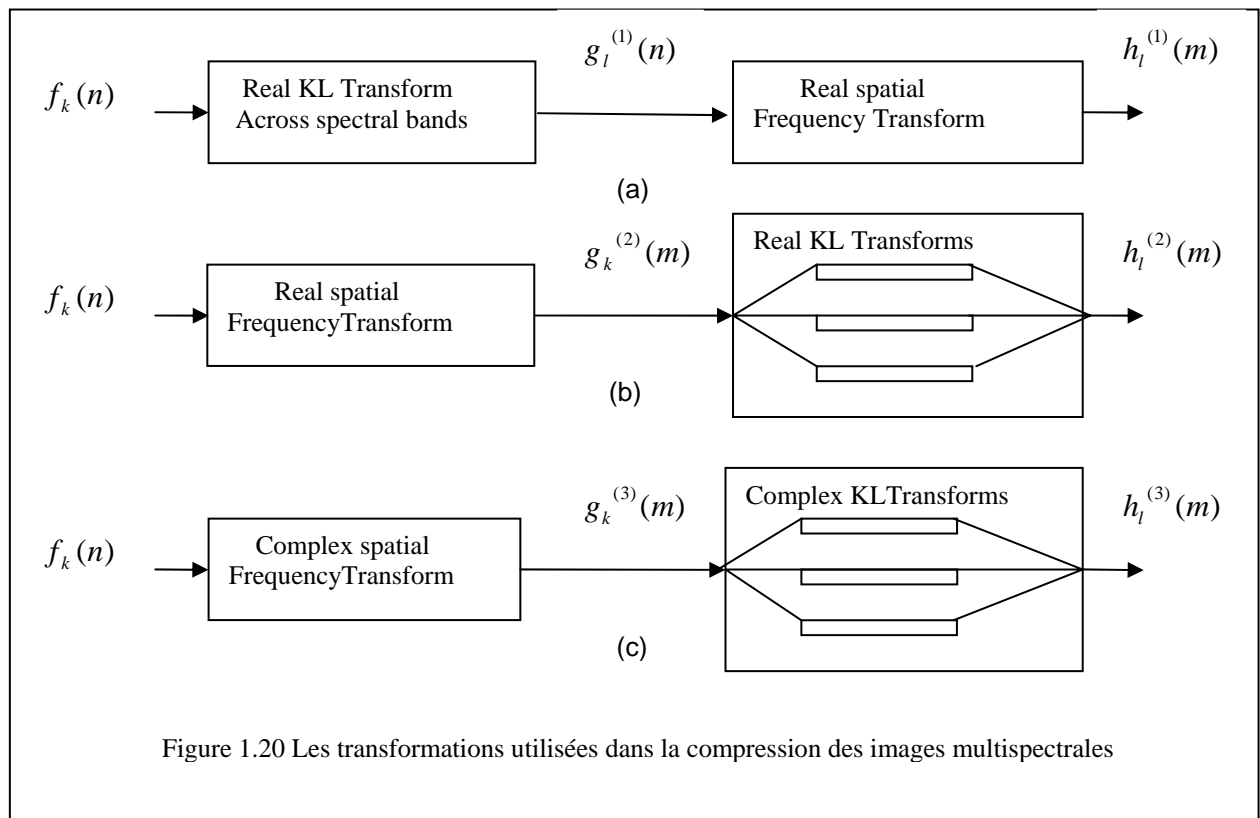 f_k(n)
Real KL Transform
Across spectral bands
g_l^(1)(n)
Real spatial
Frequency Transform
h_l^(1)(m)
(a)
f_k(n)
Real spatial
FrequencyTransform
g_k^(2)(m)
Real KL Transforms
h_l^(2)(m)
(b)
f_k(n)
Complex spatial
FrequencyTransform
g_k^(3)(m)
Complex KLTransforms
h_l^(3)(m)
(c)
Figure 1.20 Les transformations utilisées dans la compression des images multispectrales